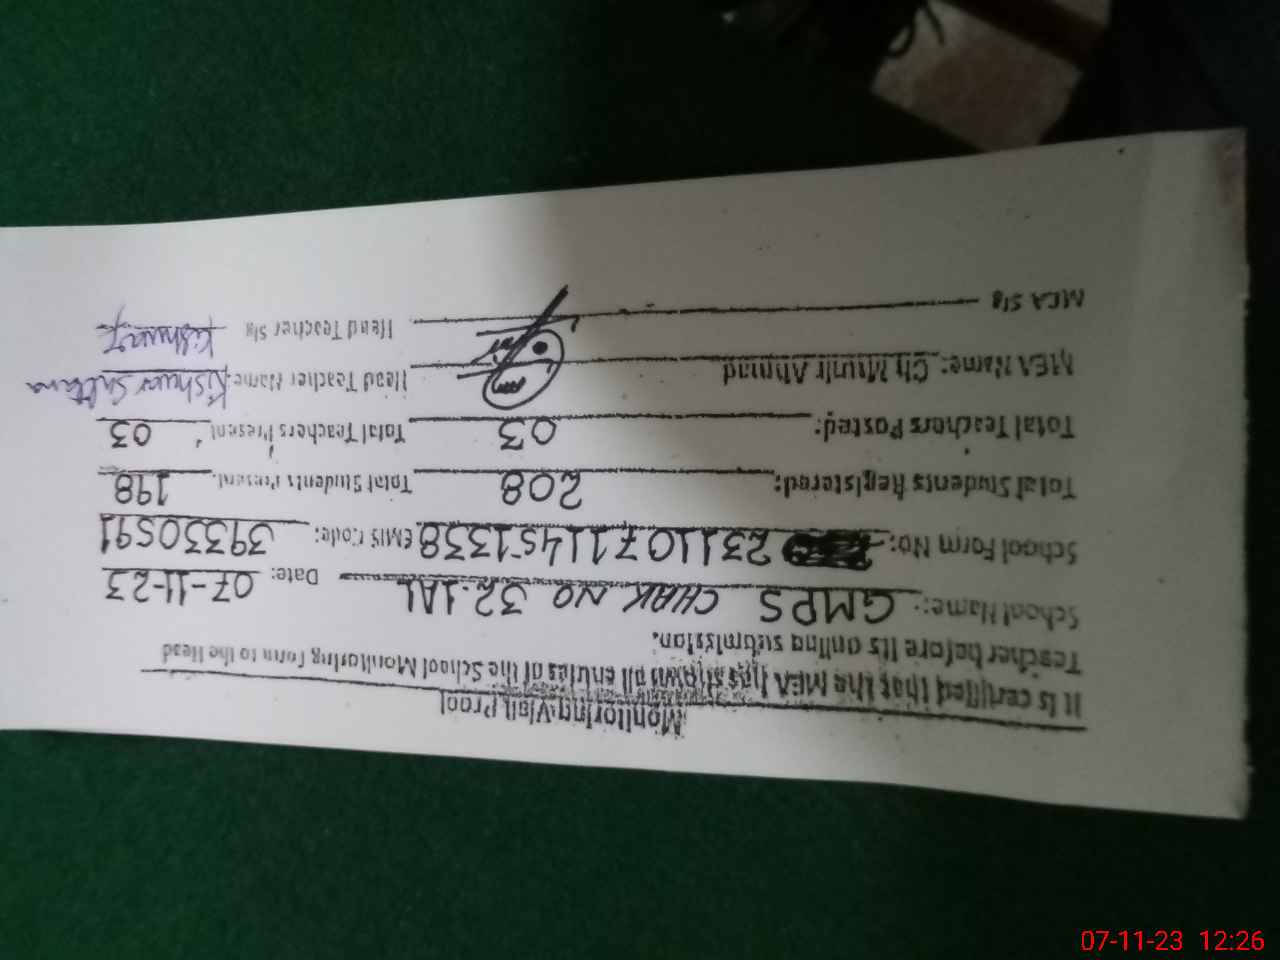 Monitoring Visit Proof
It is certified that the MEA has shown all entries of the School Monitoring Form to the Head
Teacher before its online submission.
School Name: GMPS CHAK NO 32.1AL Date: 07-11-23
School Form No: 23110711451338 EMIS Code: 39330591
Total Students Registered: 208 Total Students Present: 198
Total Teachers Posted: 03 Total Teachers Present 03
MEA Name: Ch Munir Ahmad Head Teacher Name: Kishwar Sultana
MEA Sig Head Teacher Sig Kishwar
07-11-23 12:26